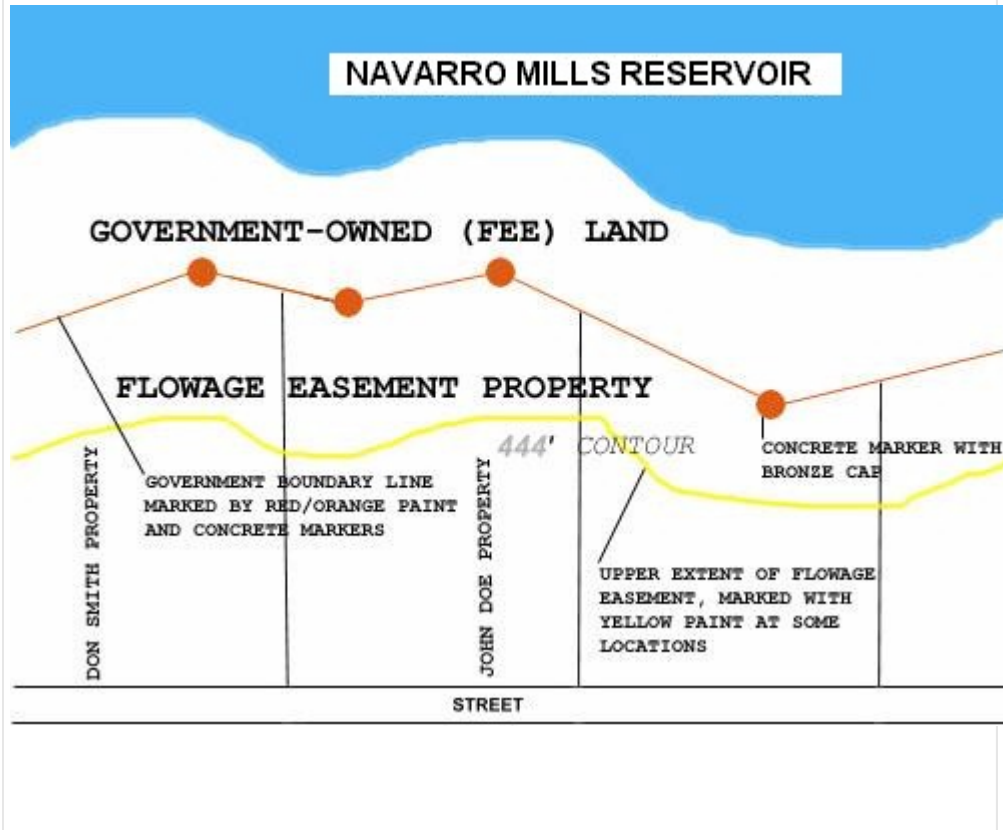 NAVARRO MILLS RESERVOIR
GOVERNMENT-OWNED (FEE) LAND
FLOWAGE EASEMENT PROPERTY
444' CONTOUR
CONCRETE MARKER WITH
BRONZE CAP
GOVERNMENT BOUNDARY LINE
MARKED BY RED/ORANGE PAINT
AND CONCRETE MARKERS
DON SMITH PROPERTY
JOHN DOE PROPERTY
UPPER EXTENT OF FLOWAGE
EASEMENT, MARKED WITH
YELLOW PAINT AT SOME
LOCATIONS
STREET